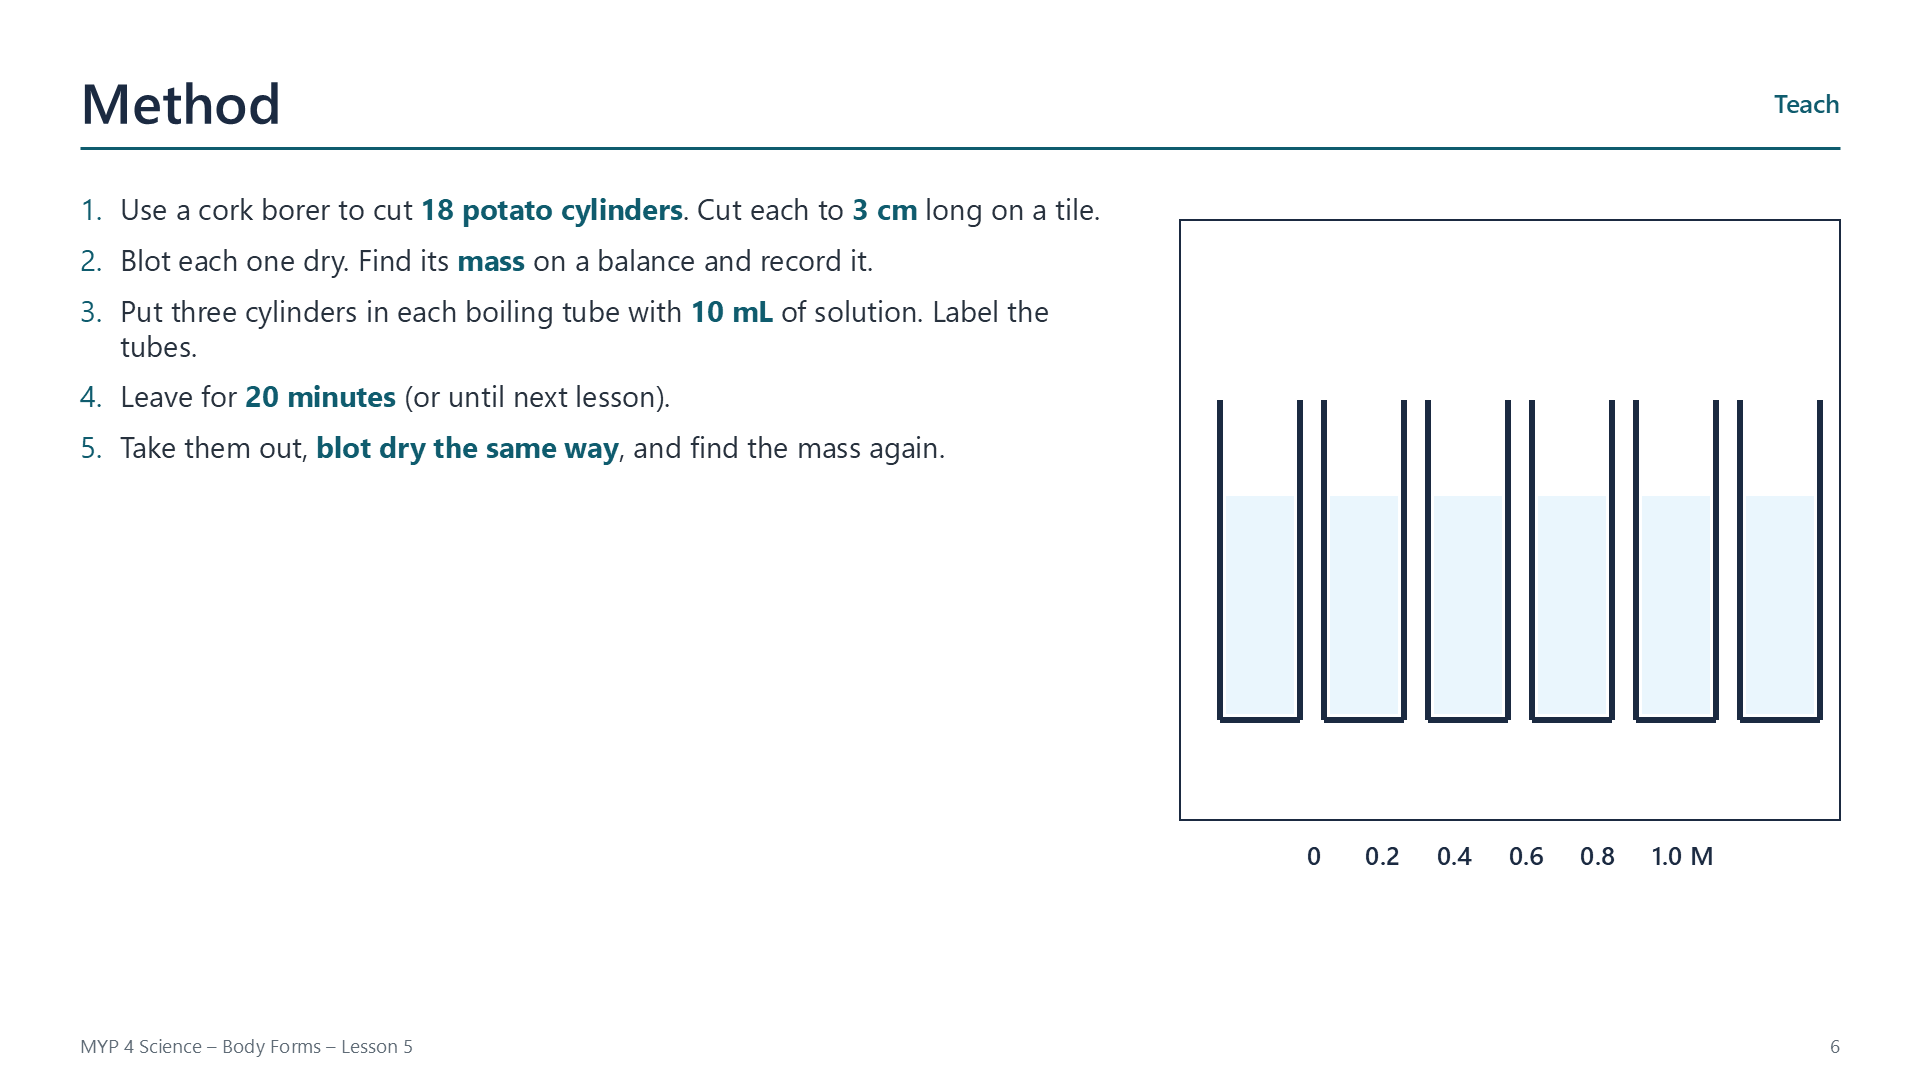 Method
Teach
1. Use a cork borer to cut 18 potato cylinders. Cut each to 3 cm long on a tile.
2. Blot each one dry. Find its mass on a balance and record it.
3. Put three cylinders in each boiling tube with 10 mL of solution. Label the
tubes.
4. Leave for 20 minutes (or until next lesson).
5. Take them out, blot dry the same way, and find the mass again.
0 0.2 0.4 0.6 0.8 1.0 M
MYP 4 Science – Body Forms – Lesson 5
6